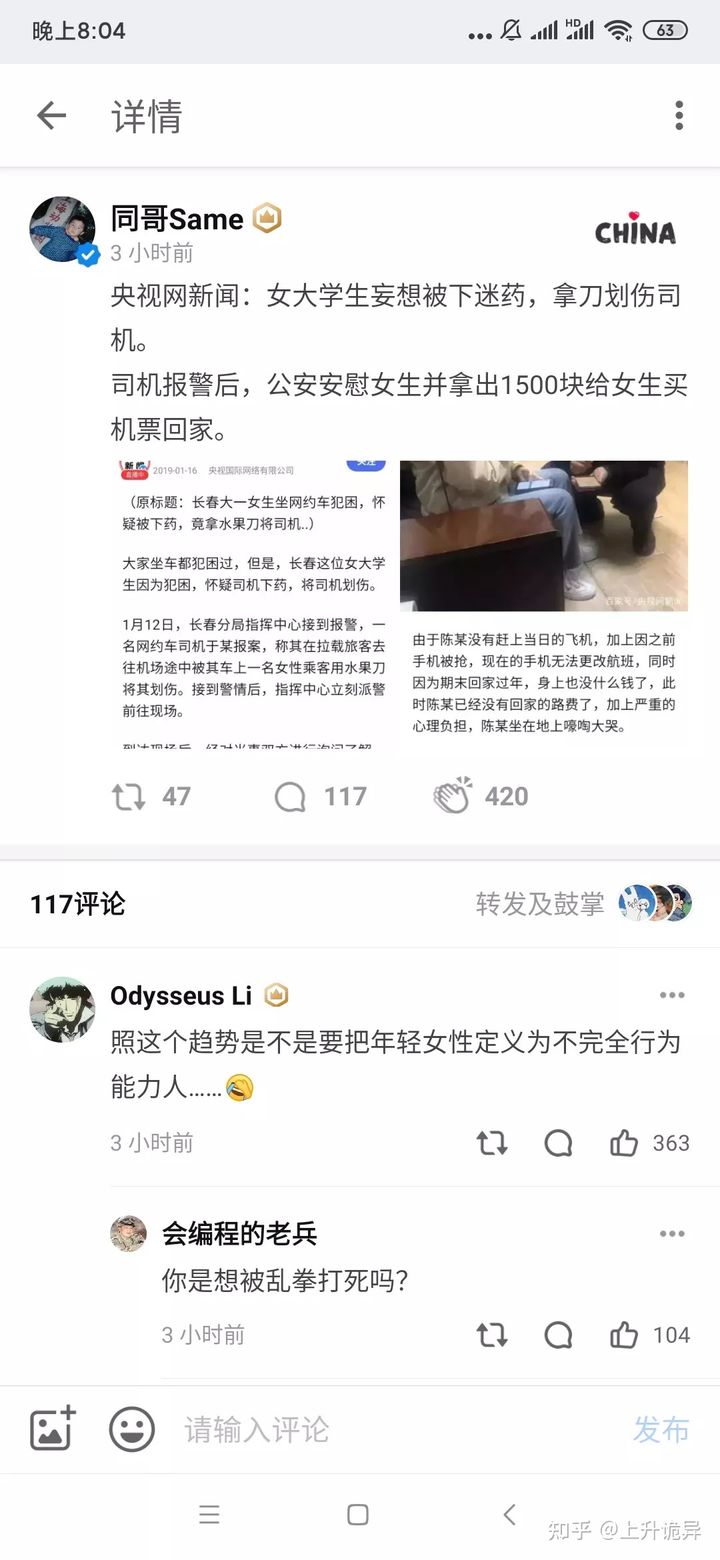 晚上8:04
HD
63
详情
同哥Same
3 小时前
CHINA
央视网新闻：女大学生妄想被下迷药，拿刀划伤司
机。
司机报警后，公安安慰女生并拿出1500块给女生买
机票回家。
直播中
2019-01-16 央视国际网络有限公司
关注
（原标题：长春大一女生坐网约车犯困，怀
疑被下药，竟拿水果刀将司机..）
大家坐车都犯困过，但是，长春这位女大学
生因为犯困，怀疑司机下药，将司机划伤。
1月12日，长春分局指挥中心接到报警，一
名网约车司机于某报案，称其在拉载旅客去
往机场途中被其车上一名女性乘客用水果刀
将其划伤。接到警情后，指挥中心立刻派警
前往现场。
由于陈某没有赶上当日的飞机，加上因之前
手机被抢，现在的手机无法更改航班，同时
因为期末回家过年，身上也没什么钱了，此
时陈某已经没有回家的路费了，加上严重的
心理负担，陈某坐在地上嚎啕大哭。
47
117
420
117评论
转发及鼓掌
Odysseus Li
照这个趋势是不是要把年轻女性定义为不完全行为
能力人……🤣
3 小时前
363
会编程的老兵
你是想被乱拳打死吗？
3 小时前
104
请输入评论
发布
知乎 @上升诡异